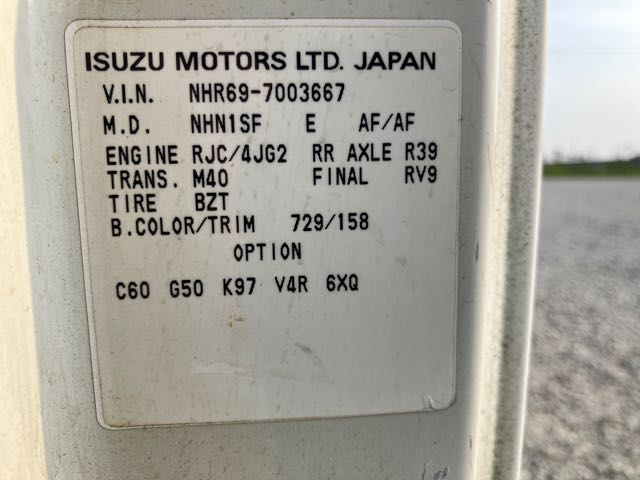 ISUZU MOTORS LTD. JAPAN
V.I.N. NHR69-7003667
M.D. NHN1SF E AF/AF
ENGINE RJC/4JG2 RR AXLE R39
TRANS. M40 FINAL RV9
TIRE BZT
B.COLOR/TRIM 729/158
OPTION
C60 G50 K97 V4R 6XQ